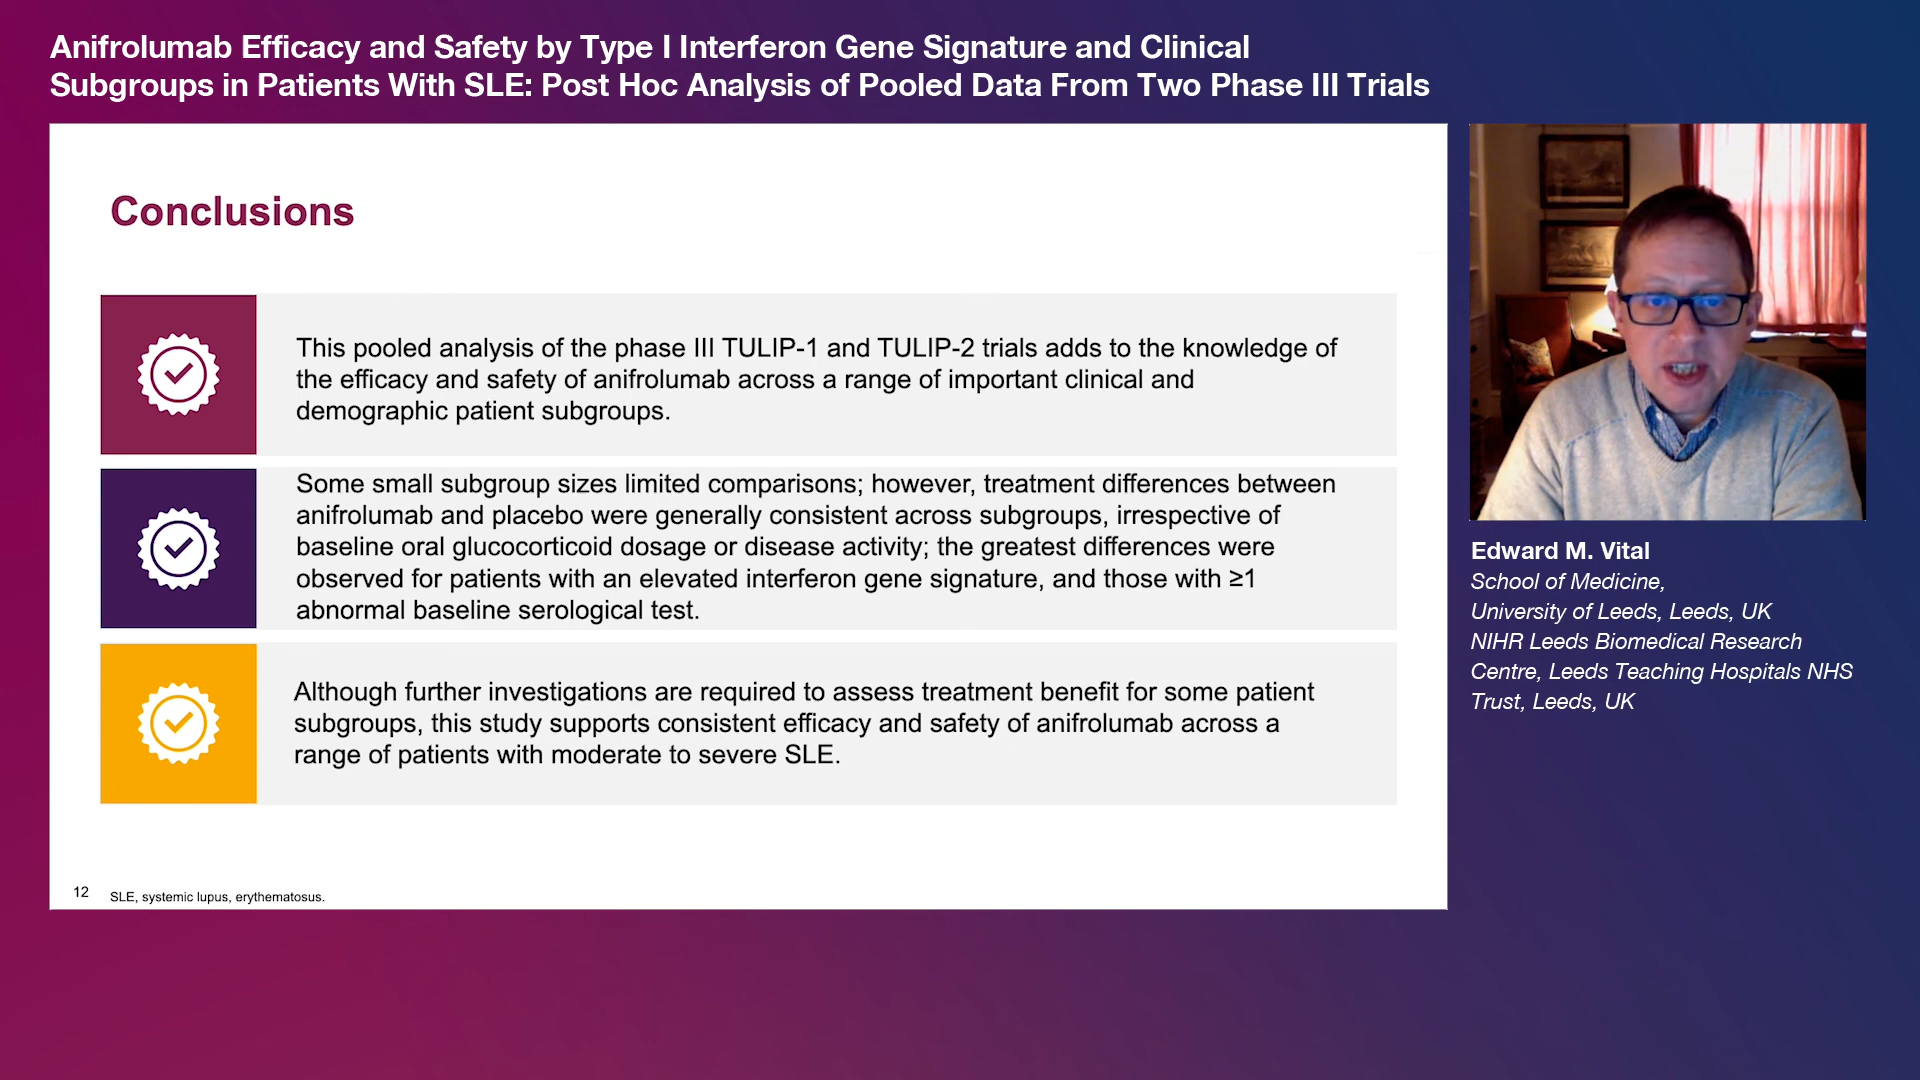 Anifrolumab Efficacy and Safety by Type I Interferon Gene Signature and Clinical
Subgroups in Patients With SLE: Post Hoc Analysis of Pooled Data From Two Phase III Trials
Conclusions
This pooled analysis of the phase III TULIP-1 and TULIP-2 trials adds to the knowledge of
the efficacy and safety of anifrolumab across a range of important clinical and
demographic patient subgroups.
Some small subgroup sizes limited comparisons; however, treatment differences between
anifrolumab and placebo were generally consistent across subgroups, irrespective of
baseline oral glucocorticoid dosage or disease activity; the greatest differences were
observed for patients with an elevated interferon gene signature, and those with ≥1
abnormal baseline serological test.
Although further investigations are required to assess treatment benefit for some patient
subgroups, this study supports consistent efficacy and safety of anifrolumab across a
range of patients with moderate to severe SLE.
12
SLE, systemic lupus, erythematosus.
Edward M. Vital
School of Medicine,
University of Leeds, Leeds, UK
NIHR Leeds Biomedical Research
Centre, Leeds Teaching Hospitals NHS
Trust, Leeds, UK